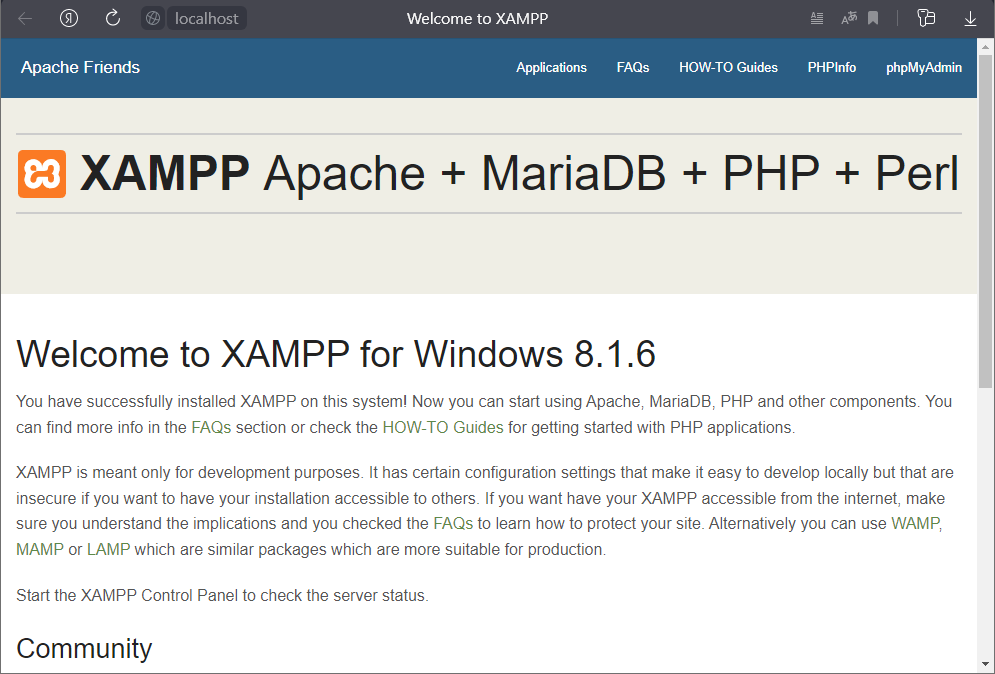 Я
localhost
Welcome to XAMPP
Apache Friends
Applications
FAQs
HOW-TO Guides
PHPInfo
phpMyAdmin
XAMPP Apache + MariaDB + PHP + Perl
Welcome to XAMPP for Windows 8.1.6
You have successfully installed XAMPP on this system! Now you can start using Apache, MariaDB, PHP and other components. You
can find more info in the FAQs section or check the HOW-TO Guides for getting started with PHP applications.
XAMPP is meant only for development purposes. It has certain configuration settings that make it easy to develop locally but that are
insecure if you want to have your installation accessible to others. If you want have your XAMPP accessible from the internet, make
sure you understand the implications and you checked the FAQs to learn how to protect your site. Alternatively you can use WAMP,
MAMP or LAMP which are similar packages which are more suitable for production.
Start the XAMPP Control Panel to check the server status.
Community